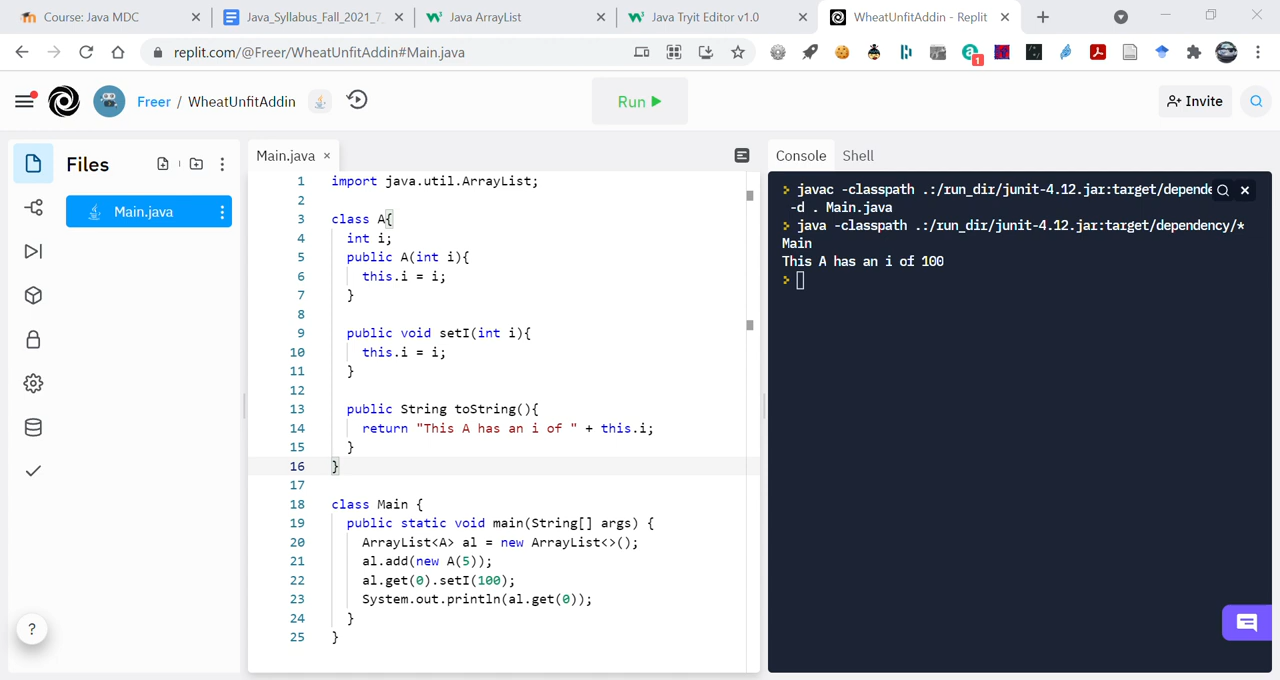 Course: Java MDC
Java_Syllabus_Fall_2021_7_
Java ArrayList
Java Tryit Editor v1.0
WheatUnfitAddin - Replit
replit.com/@Freer/WheatUnfitAddin#Main.java
1
Freer / WheatUnfitAddin
Run
Invite
Files
Main.java
Main.java
Console
Shell
1 import java.util.ArrayList;
2
3 class A{
4 int i;
5 public A(int i){
6 this.i = i;
7 }
8
9 public void setI(int i){
10 this.i = i;
11 }
12
13 public String toString(){
14 return "This A has an i of " + this.i;
15 }
16 }
17
18 class Main {
19 public static void main(String[] args) {
20 ArrayList<A> al = new ArrayList<>();
21 al.add(new A(5));
22 al.get(0).setI(100);
23 System.out.println(al.get(0));
24 }
25 }
> javac -classpath .:/run_dir/junit-4.12.jar:target/depende
-d . Main.java
> java -classpath .:/run_dir/junit-4.12.jar:target/dependency/*
Main
This A has an i of 100
>
?